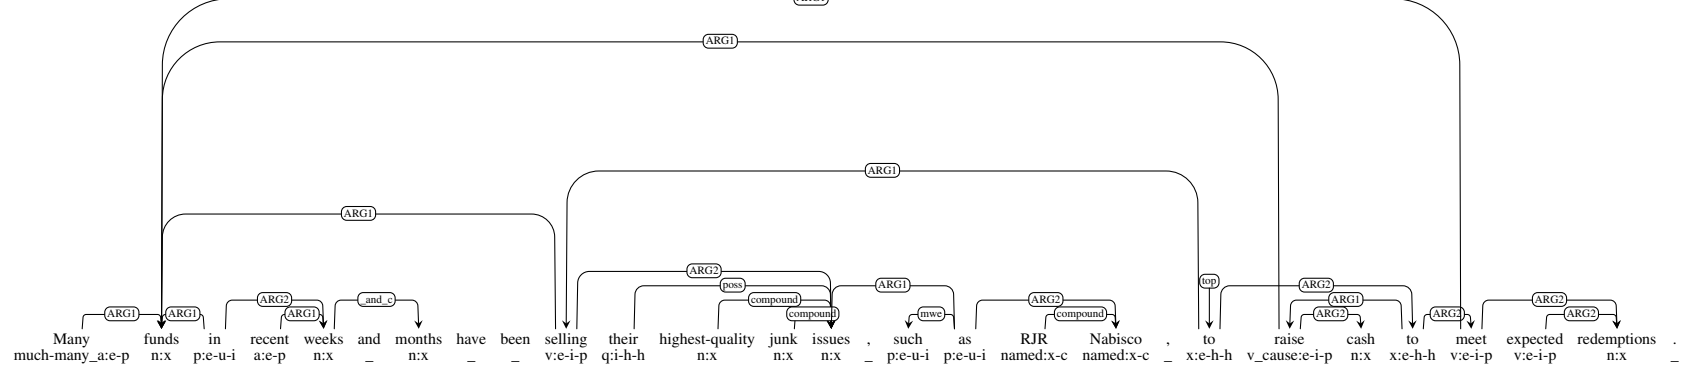 ARG1
ARG1
ARG1
top
ARG2
poss
ARG1
ARG2
ARG2
_and_c
compound
ARG2
ARG1
ARG2
ARG1
ARG1
ARG1
compound
mwe
compound
ARG2
ARG2
ARG2
Many funds in recent weeks and months have been selling their highest-quality junk issues , such as RJR Nabisco , to raise cash to meet expected redemptions .
much-many_a:e-p n:x p:e-u-i a:e-p n:x _ n:x _ _ v:e-i-p q:i-h-h n:x n:x n:x _ p:e-u-i p:e-u-i named:x-c named:x-c _ x:e-h-h v_cause:e-i-p n:x x:e-h-h v:e-i-p v:e-i-p n:x _